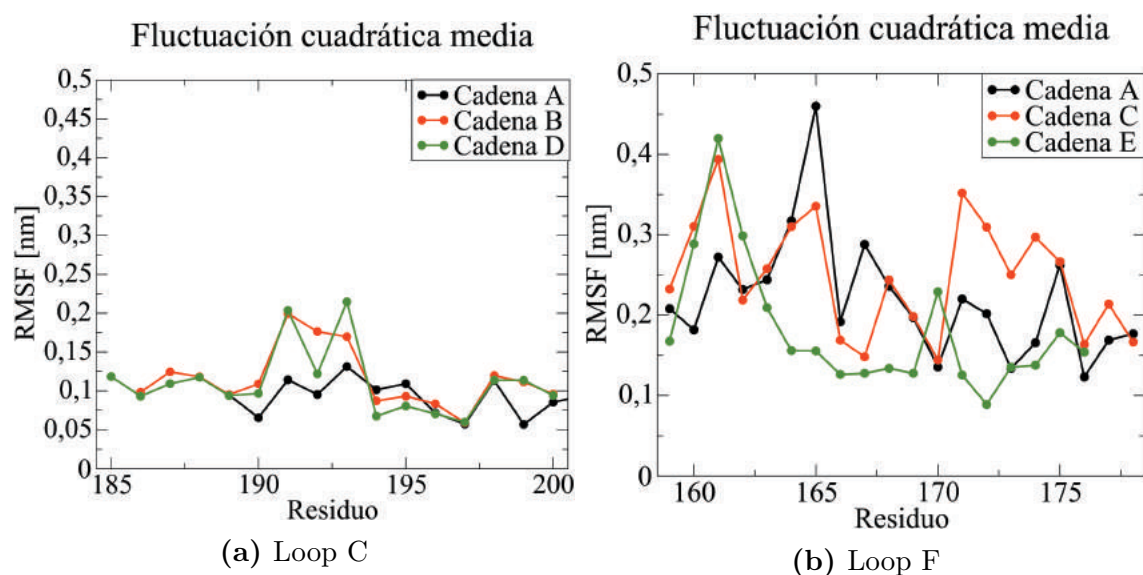 Fluctuación cuadrática media
0,5
0,45
0,4
0,35
0,3
0,25
0,2
0,15
0,1
0,05
0
RMSF [nm]
Cadena A
Cadena B
Cadena D
185 190 195 200
Residuo
(a) Loop C
Fluctuación cuadrática media
0,5
0,4
0,3
0,2
0,1
0
RMSF [nm]
Cadena A
Cadena C
Cadena E
160 165 170 175
Residuo
(b) Loop F